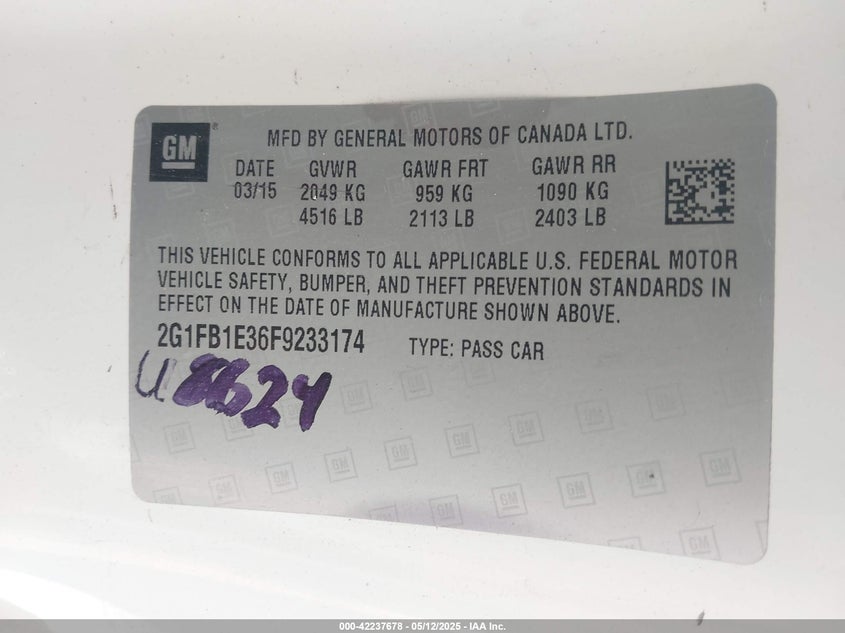 GM
MFD BY GENERAL MOTORS OF CANADA LTD.
DATE GVWR GAWR FRT GAWR RR
03/15 2049 KG 959 KG 1090 KG
4516 LB 2113 LB 2403 LB
THIS VEHICLE CONFORMS TO ALL APPLICABLE U.S. FEDERAL MOTOR
VEHICLE SAFETY, BUMPER, AND THEFT PREVENTION STANDARDS IN
EFFECT ON THE DATE OF MANUFACTURE SHOWN ABOVE.
2G1FB1E36F9233174 TYPE: PASS CAR
000-42237678 - 05/12/2025 - IAA Inc.